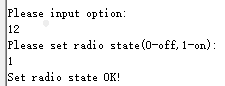 Please input option:
12
Please set radio state(0-off,1-on):
1
Set radio state OK!